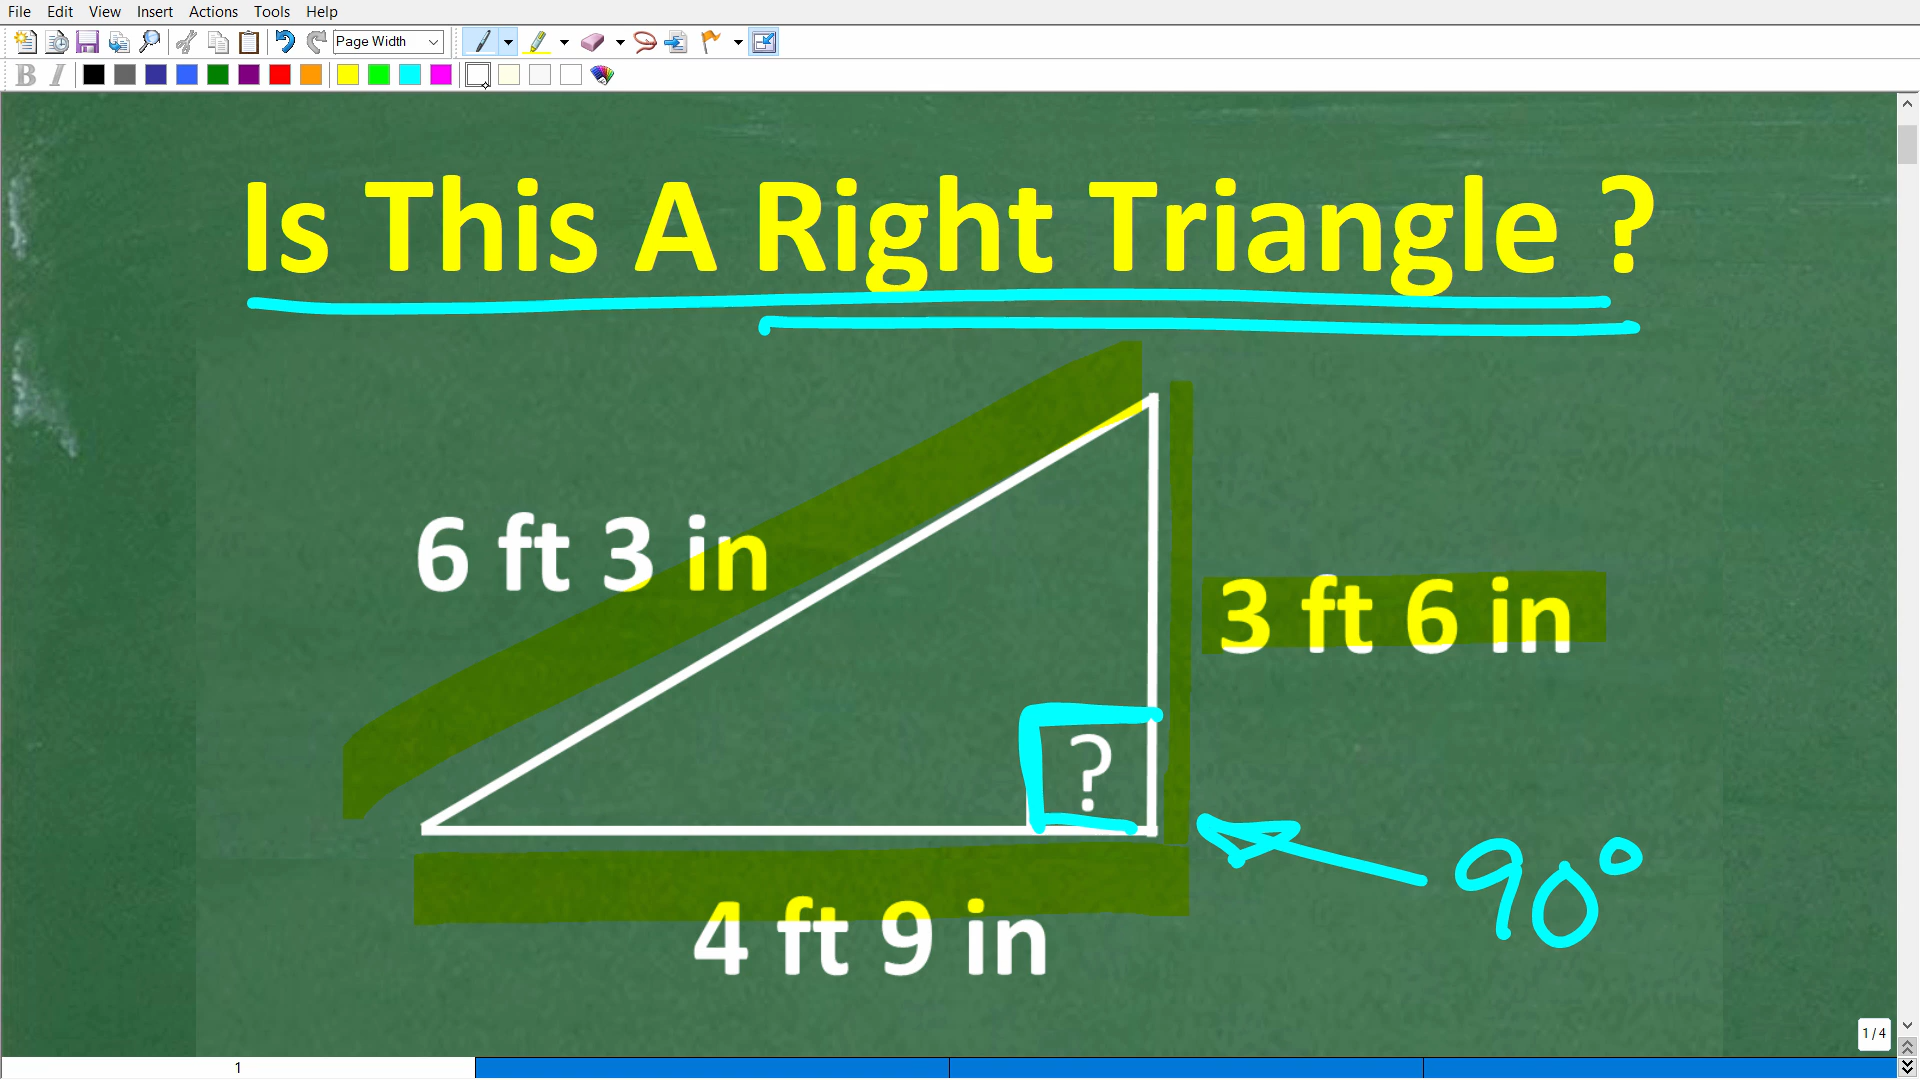 File Edit View Insert Actions Tools Help
Page Width
B I
Is This A Right Triangle ?
6 ft 3 in
3 ft 6 in
?
90°
4 ft 9 in
1 / 4
1